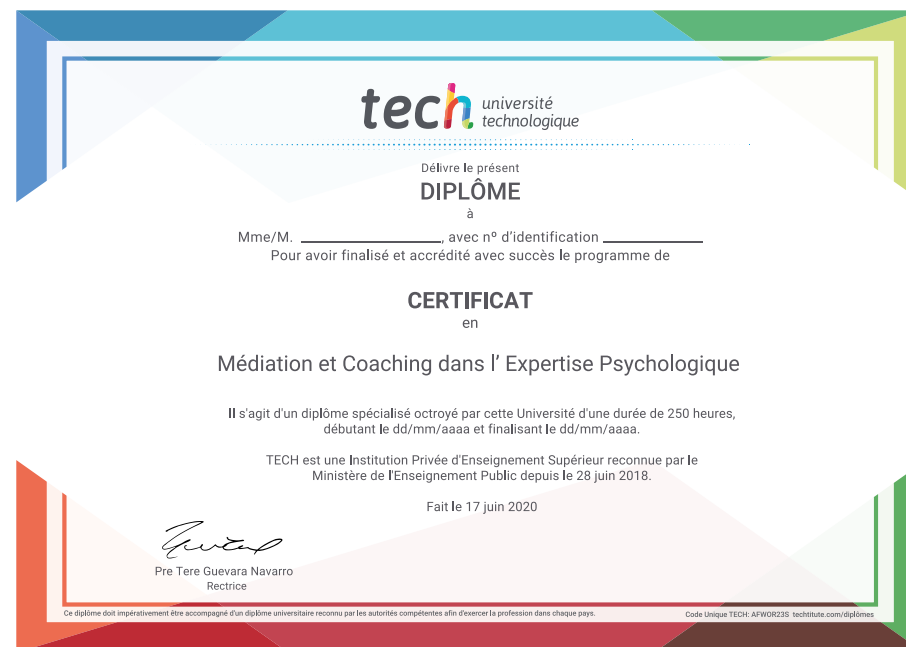 tech université
technologique
Délivre le présent
DIPLÔME
à
Mme/M. ____________________, avec nº d'identification ______________
Pour avoir finalisé et accrédité avec succès le programme de
CERTIFICAT
en
Médiation et Coaching dans l' Expertise Psychologique
Il s'agit d'un diplôme spécialisé octroyé par cette Université d'une durée de 250 heures,
débutant le dd/mm/aaaa et finalisant le dd/mm/aaaa.
TECH est une Institution Privée d'Enseignement Supérieur reconnue par le
Ministère de l'Enseignement Public depuis le 28 juin 2018.
Fait le 17 juin 2020
Pre Tere Guevara Navarro
Rectrice
Ce diplôme doit impérativement être accompagné d'un diplôme universitaire reconnu par les autorités compétentes afin d'exercer la profession dans chaque pays.
Code Unique TECH: AFWOR23S techtitute.com/diplômes